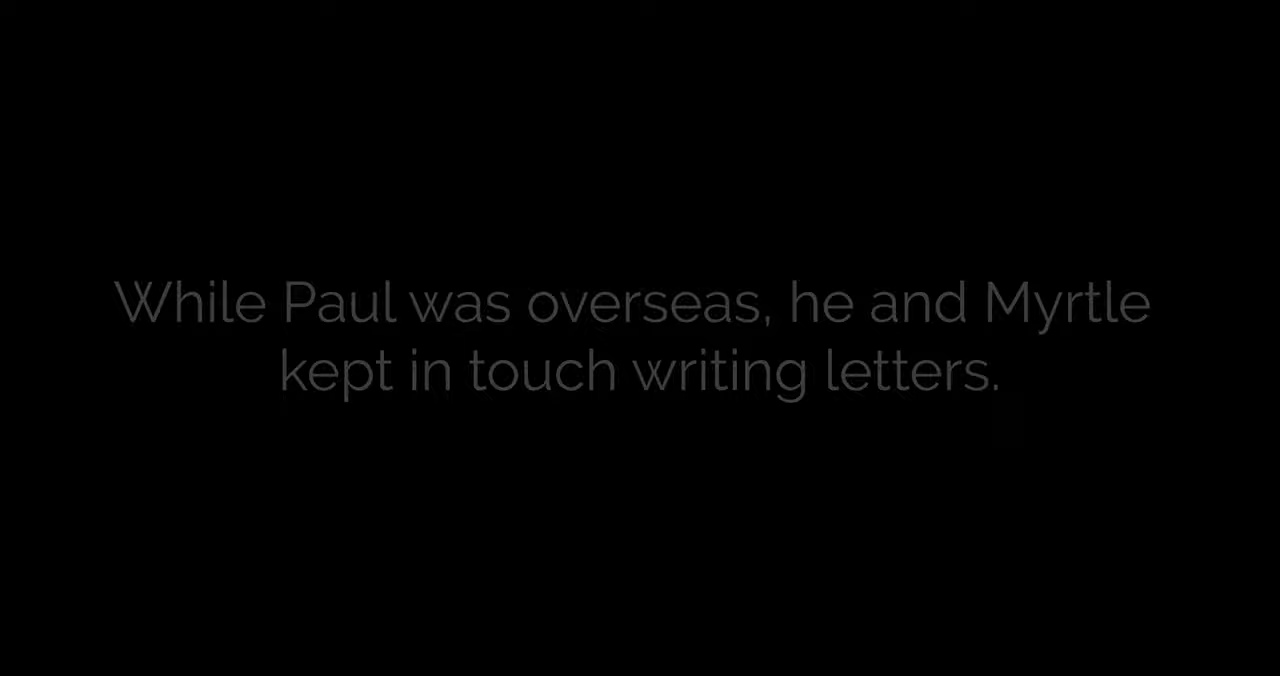 While Paul was overseas, he and Myrtle
kept in touch writing letters.